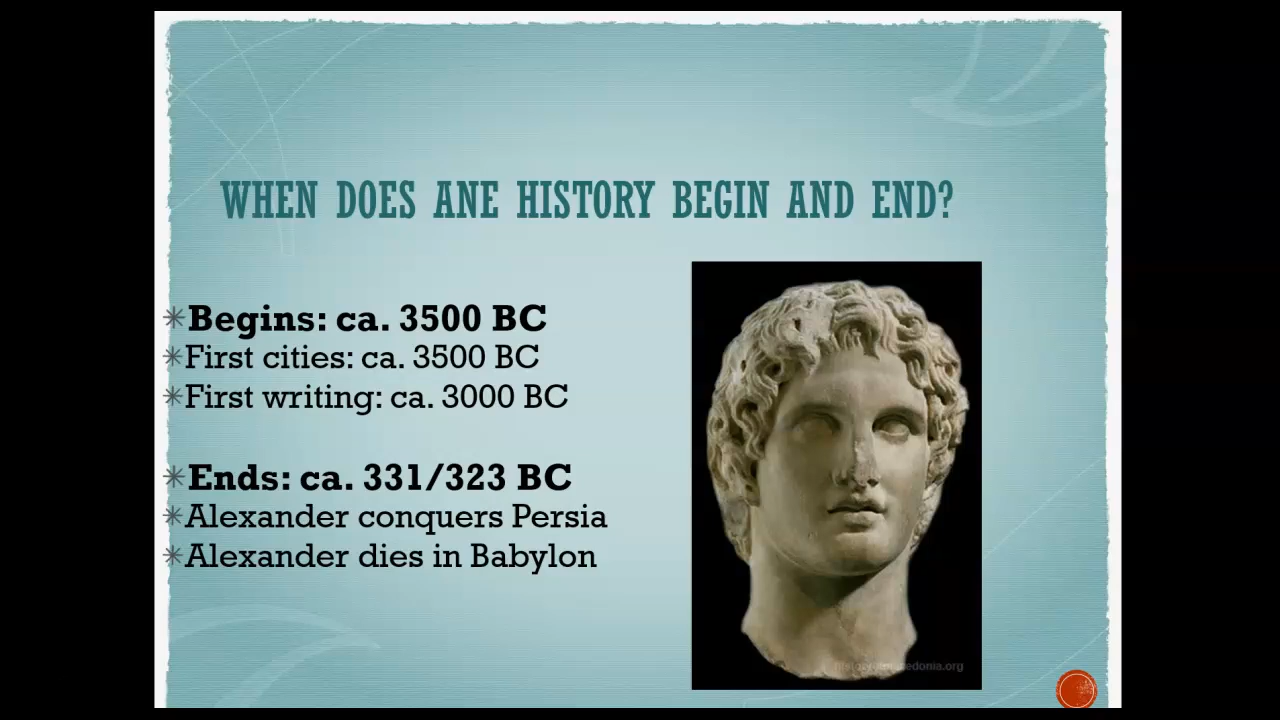 WHEN DOES ANE HISTORY BEGIN AND END?
Begins: ca. 3500 BC
First cities: ca. 3500 BC
First writing: ca. 3000 BC
Ends: ca. 331/323 BC
Alexander conquers Persia
Alexander dies in Babylon